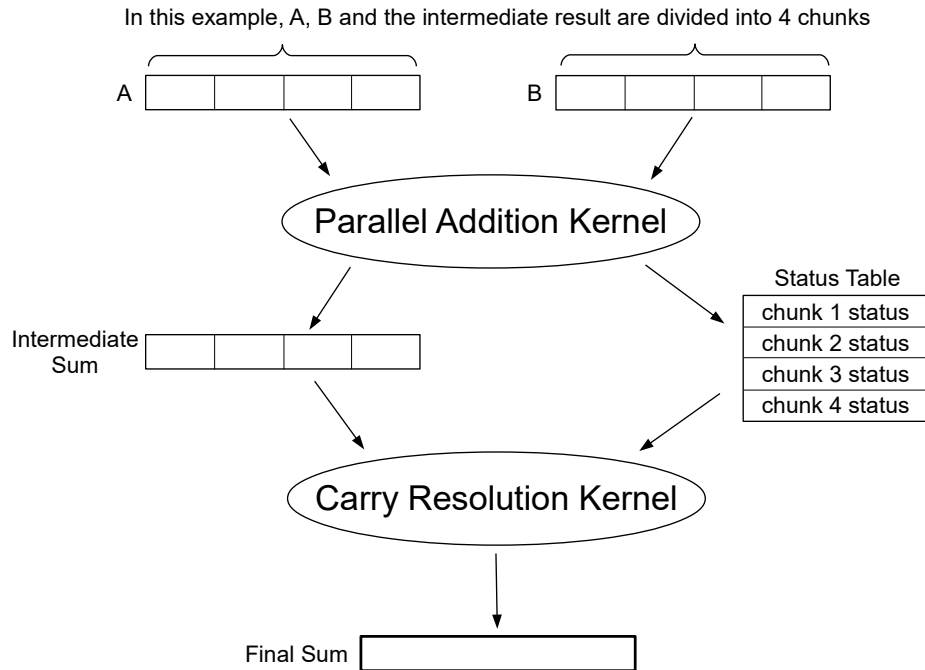 In this example, A, B and the intermediate result are divided into 4 chunks
A
B
Parallel Addition Kernel
Status Table
chunk 1 status
chunk 2 status
chunk 3 status
chunk 4 status
Intermediate
Sum
Carry Resolution Kernel
Final Sum